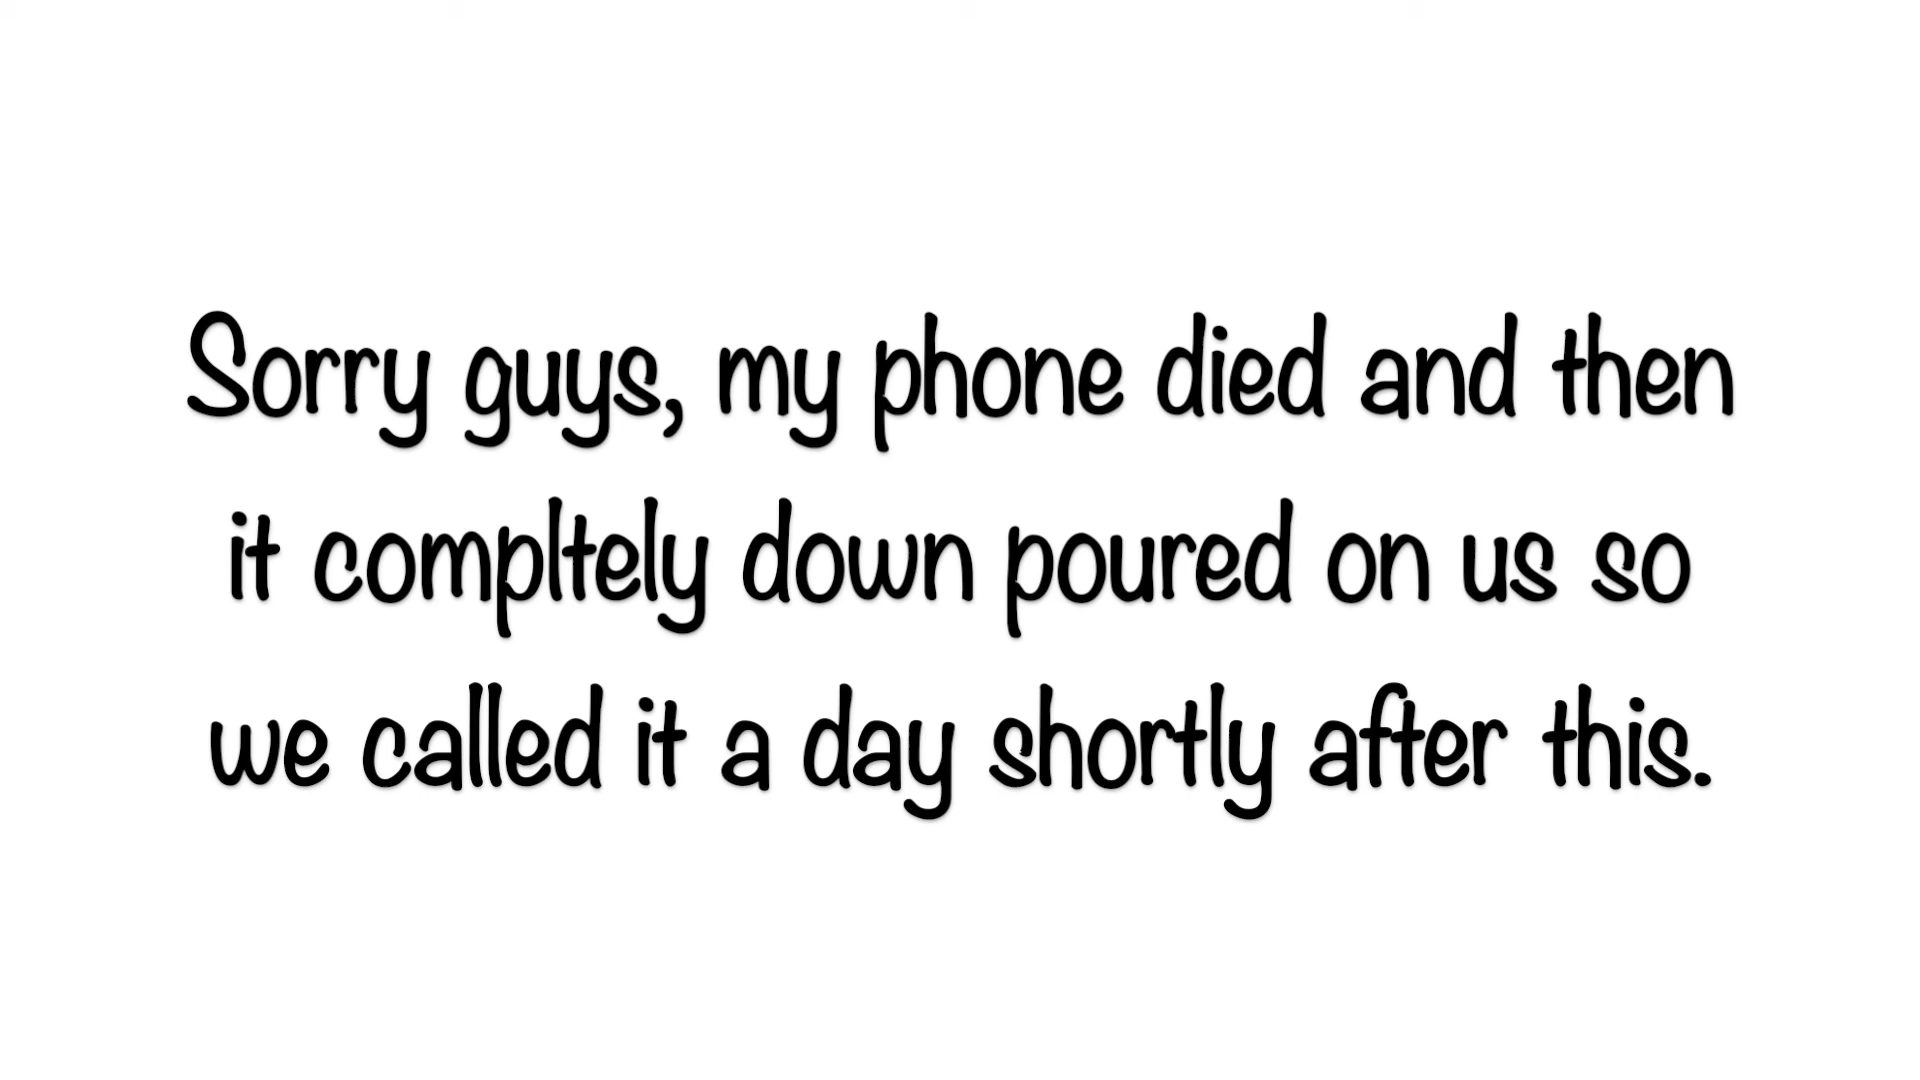 Sorry guys, my phone died and then
it compltely down poured on us so
we called it a day shortly after this.